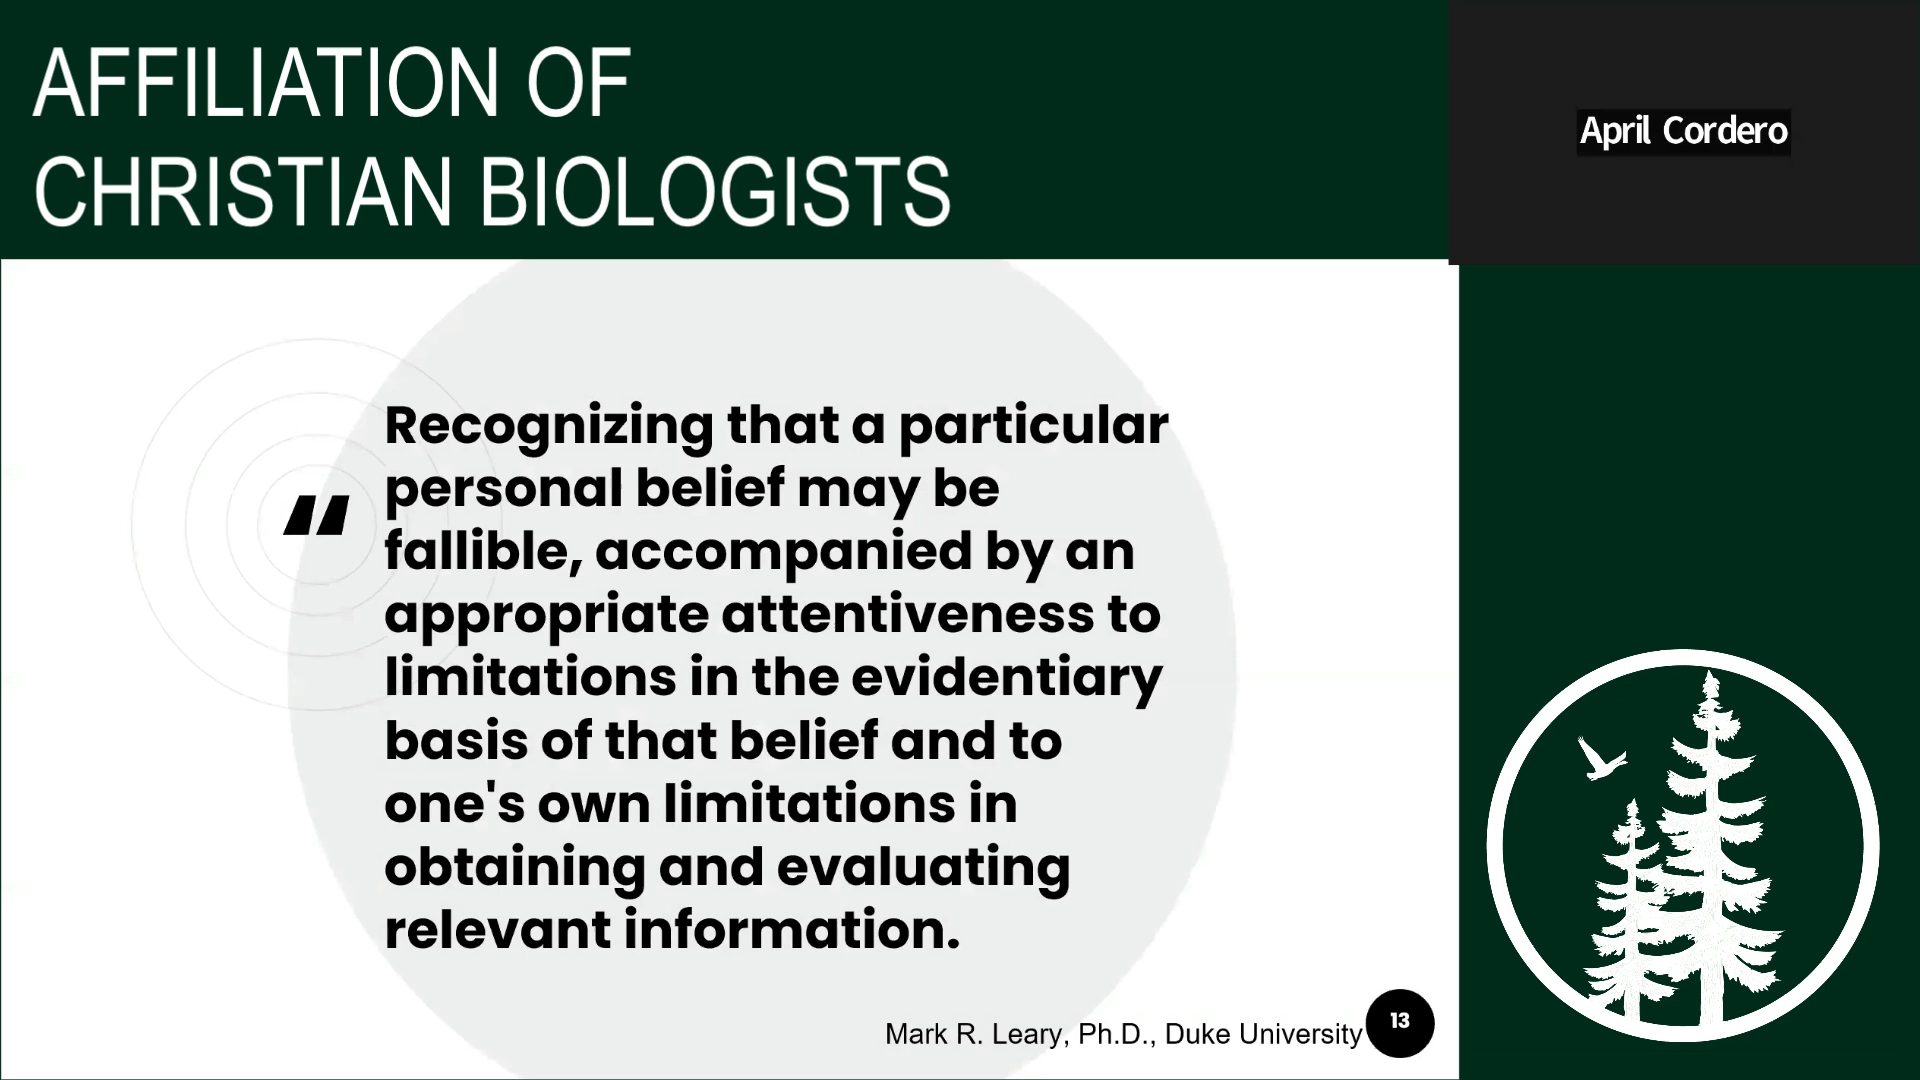 AFFILIATION OF
CHRISTIAN BIOLOGISTS
April Cordero
“
Recognizing that a particular
personal belief may be
fallible, accompanied by an
appropriate attentiveness to
limitations in the evidentiary
basis of that belief and to
one's own limitations in
obtaining and evaluating
relevant information.
Mark R. Leary, Ph.D., Duke University
13